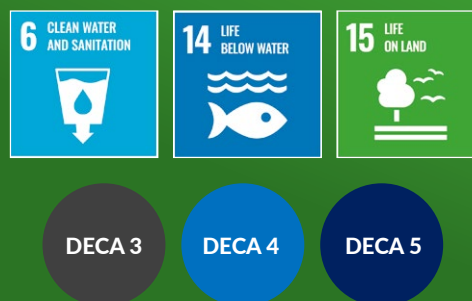 6 CLEAN WATER
AND SANITATION
14 LIFE
BELOW WATER
15 LIFE
ON LAND
DECA 3
DECA 4
DECA 5